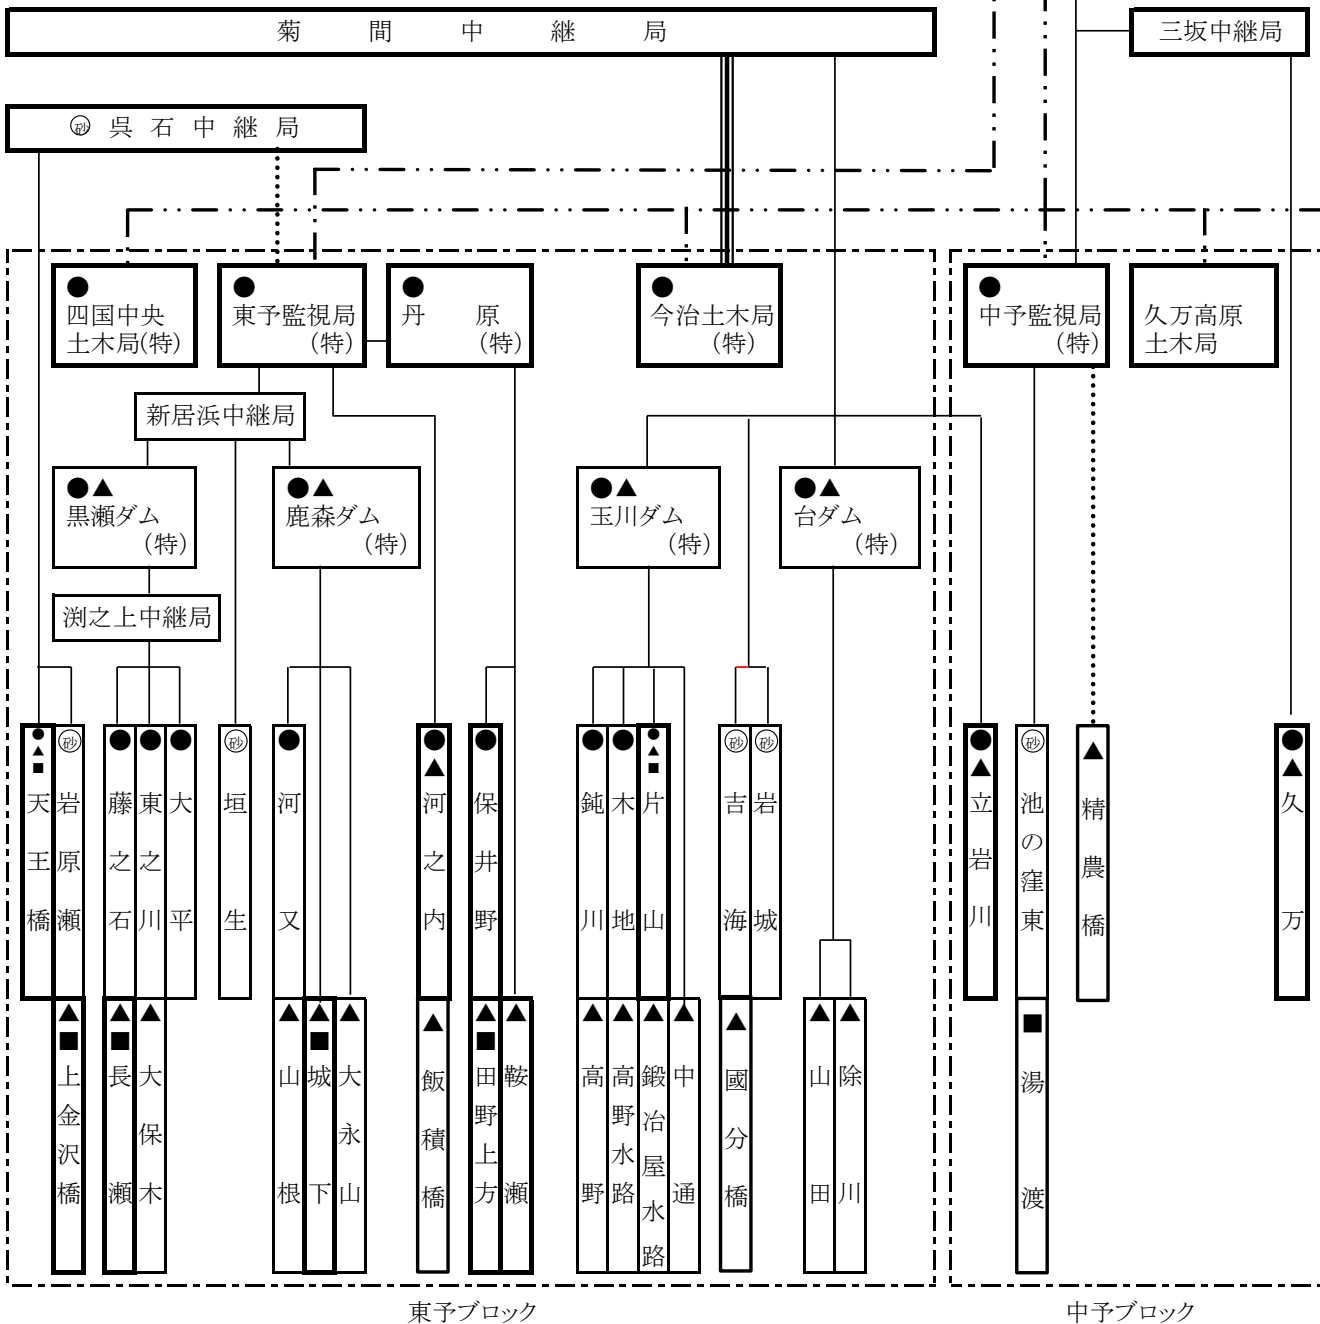 菊間中継局
三坂中継局
砂 呉石中継局
●
四国中央
土木局(特)
●
東予監視局
(特)
●
丹原
(特)
●
今治土木局
(特)
●
中予監視局
(特)
久万高原
土木局
新居浜中継局
●▲
黒瀬ダム
(特)
●▲
鹿森ダム
(特)
●▲
玉川ダム
(特)
●▲
台ダム
(特)
渕之上中継局
●▲■天王橋
砂岩原瀬
●藤之石
●東之川
●大平
砂垣生
●河又
●▲河之内
●保井野
●鈍川
●木地
●▲■片山
砂吉海
砂岩城
●▲立岩川
砂池の窪東
▲精農橋
●▲久万
▲■上金沢橋
▲■長瀬
▲大保木
▲山根
▲■城下
▲大永山
▲飯積橋
▲■田野上方
▲鞍瀬
▲高野
▲高野水路
▲鍛冶屋水路
▲中通
▲國分橋
▲山田
▲除川
■湯渡
東予ブロック
中予ブロック